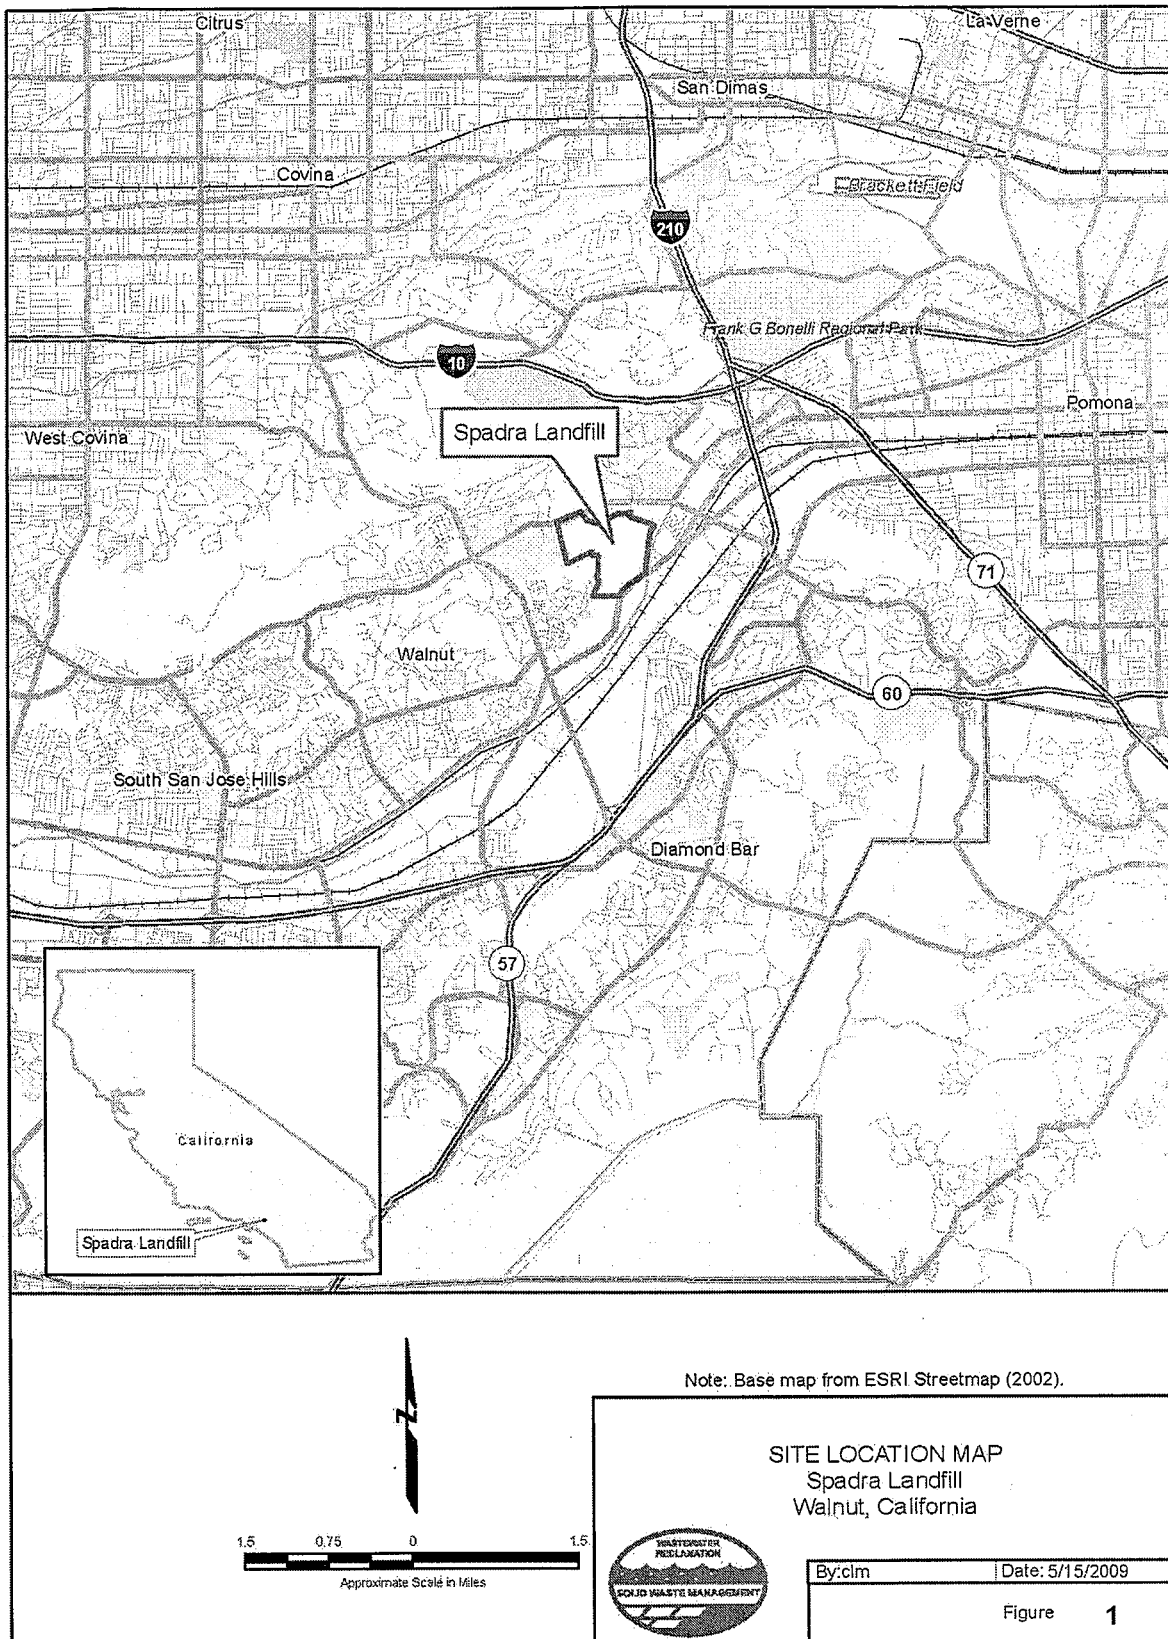 Citrus
La Verne
San Dimas
Covina
Brackett Field
210
Frank G Bonelli Regional Park
10
Pomona
Spadra Landfill
West Covina
71
Walnut
60
South San Jose Hills
Diamond Bar
57
California
Spadra Landfill
N
Note: Base map from ESRI Streetmap (2002).
SITE LOCATION MAP
Spadra Landfill
Walnut, California
1.5 0.75 0 1.5
Approximate Scale in Miles
WASTEWATER
RECLAMATION
SOLID WASTE MANAGEMENT
By:clm
Date: 5/15/2009
Figure 1